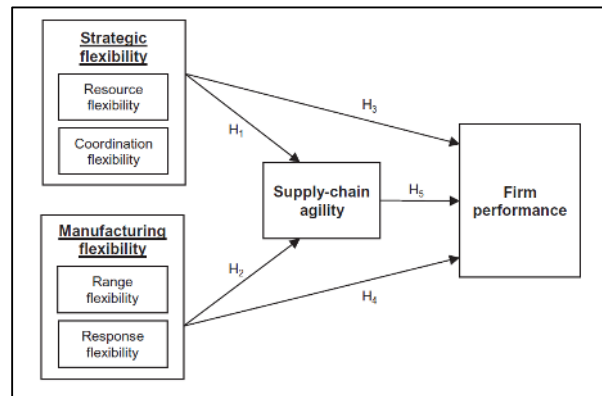 Strategic
flexibility
Resource
flexibility
Coordination
flexibility
H3
H1
Supply-chain
agility
H5
Firm
performance
Manufacturing
flexibility
Range
flexibility
Response
flexibility
H2
H4